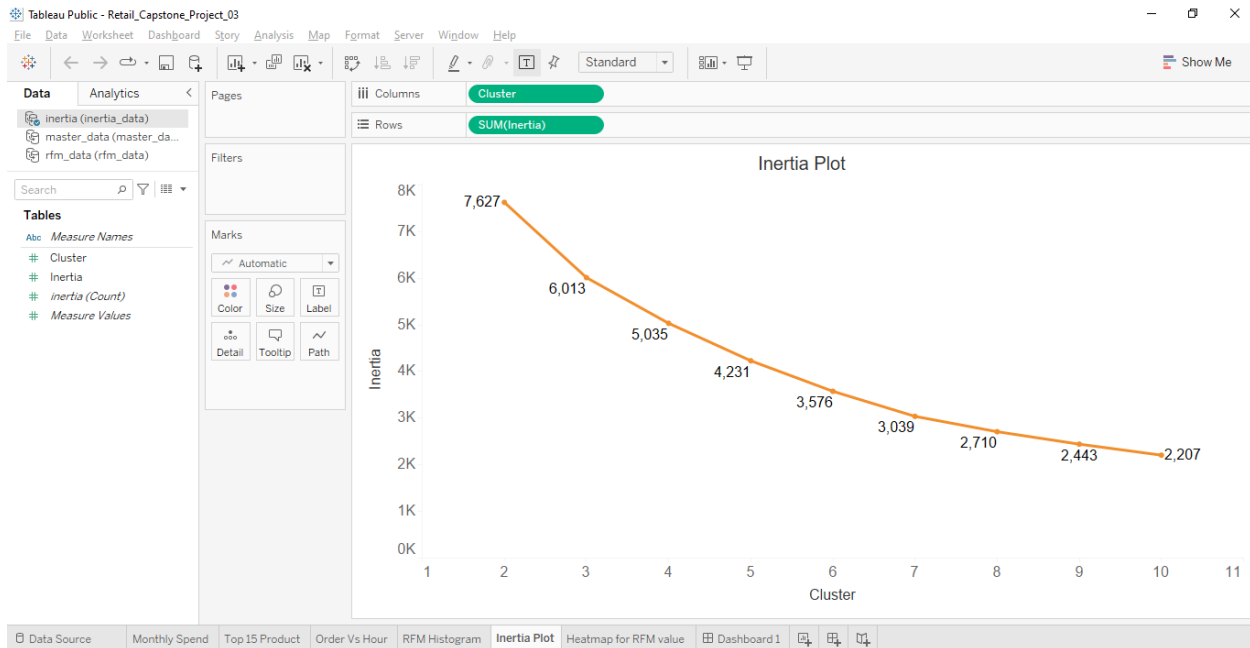 Tableau Public - Retail_Capstone_Project_03
File Data Worksheet Dashboard Story Analysis Map Format Server Window Help
Standard
Show Me
Data Analytics
inertia (inertia_data)
master_data (master_da...
rfm_data (rfm_data)
Search
Tables
Abc Measure Names
# Cluster
# Inertia
# inertia (Count)
# Measure Values
Pages
Filters
Marks
Automatic
Color Size Label
Detail Tooltip Path
Columns Cluster
Rows SUM(Inertia)
Inertia Plot
8K
7K
6K
5K
4K
3K
2K
1K
0K
Inertia
7,627
6,013
5,035
4,231
3,576
3,039
2,710
2,443
2,207
1 2 3 4 5 6 7 8 9 10 11
Cluster
Data Source Monthly Spend Top 15 Product Order Vs Hour RFM Histogram Inertia Plot Heatmap for RFM value Dashboard 1